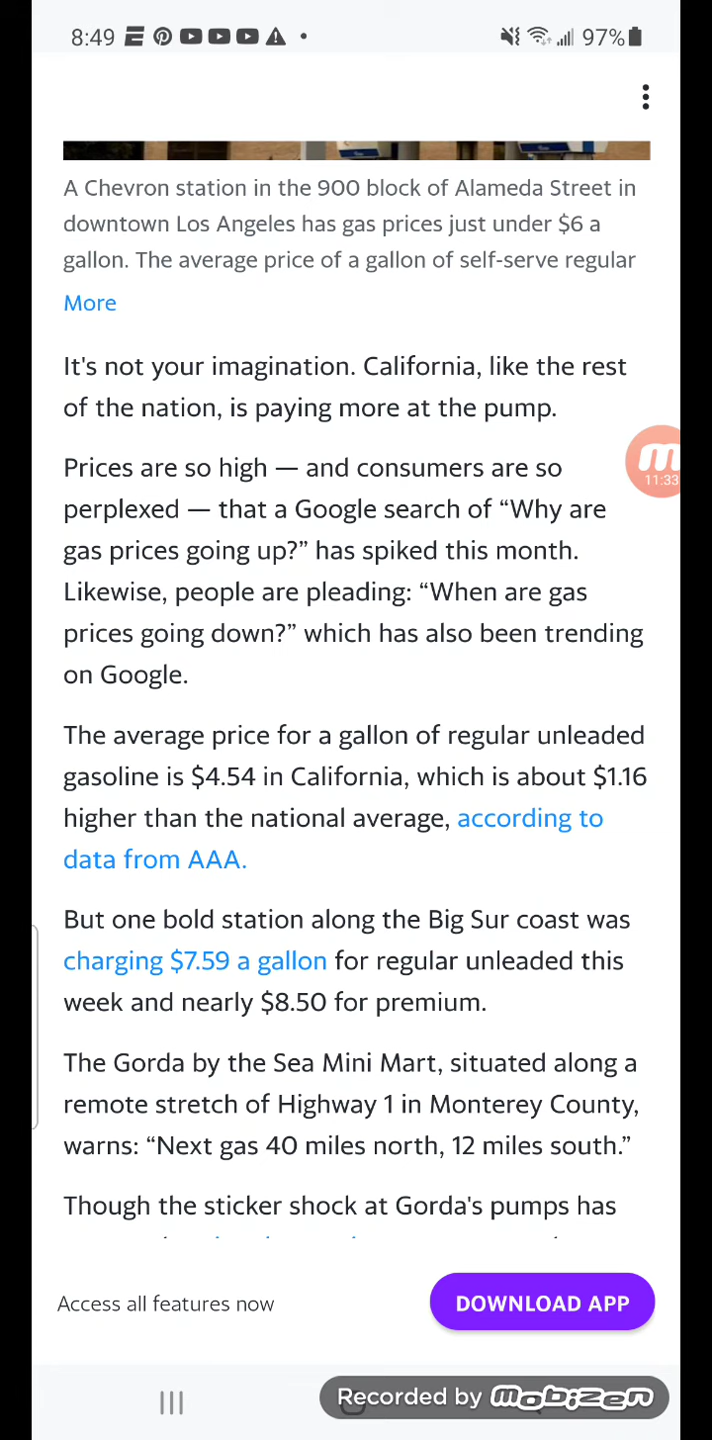 8:49
97%
A Chevron station in the 900 block of Alameda Street in
downtown Los Angeles has gas prices just under $6 a
gallon. The average price of a gallon of self-serve regular
More
It's not your imagination. California, like the rest
of the nation, is paying more at the pump.
Prices are so high — and consumers are so
perplexed — that a Google search of “Why are
gas prices going up?” has spiked this month.
Likewise, people are pleading: “When are gas
prices going down?” which has also been trending
on Google.
11:33
The average price for a gallon of regular unleaded
gasoline is $4.54 in California, which is about $1.16
higher than the national average, according to
data from AAA.
But one bold station along the Big Sur coast was
charging $7.59 a gallon for regular unleaded this
week and nearly $8.50 for premium.
The Gorda by the Sea Mini Mart, situated along a
remote stretch of Highway 1 in Monterey County,
warns: “Next gas 40 miles north, 12 miles south.”
Though the sticker shock at Gorda's pumps has
Access all features now
DOWNLOAD APP
Recorded by mobizen